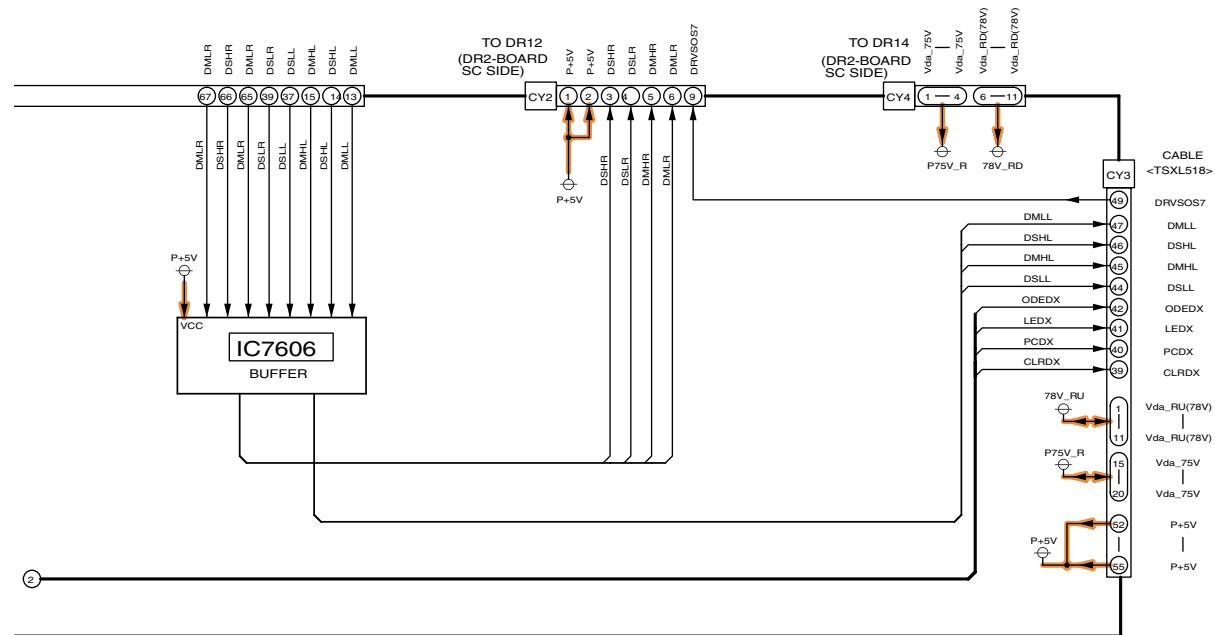 DMLR DSHR DMLR DSLR DSLL DMHL DSHL DMLL
67 66 65 39 37 15 14 13
DMLR DSHR DMLR DSLR DSLL DMHL DSHL DMLL
P+5V
VCC
IC7606
BUFFER
TO DR12
(DR2-BOARD
SC SIDE)
P+5V P+5V DSHR DSLR DMHR DMLR DRVSOS7
CY2 1 2 3 4 5 6 9
P+5V
DSHR DSLR DMHR DMLR
TO DR14
(DR2-BOARD
SC SIDE)
Vda_75V — Vda_75V Vda_RD(78V) — Vda_RD(78V)
CY4 1 — 4 6 — 11
P75V_R 78V_RD
CABLE
<TSXL518>
CY3
49 DRVSOS7
DMLL 47 DMLL
DSHL 46 DSHL
DMHL 45 DMHL
DSLL 44 DSLL
ODEDX 42 ODEDX
LEDX 41 LEDX
PCDX 40 PCDX
CLRDX 39 CLRDX
78V_RU
1 Vda_RU(78V)
11 Vda_RU(78V)
P75V_R
15 Vda_75V
20 Vda_75V
52 P+5V
P+5V
55 P+5V
2